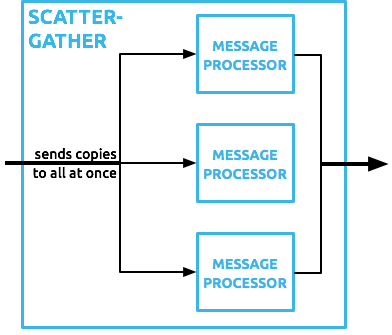 SCATTER-
GATHER
MESSAGE
PROCESSOR
sends copies
to all at once
MESSAGE
PROCESSOR
MESSAGE
PROCESSOR